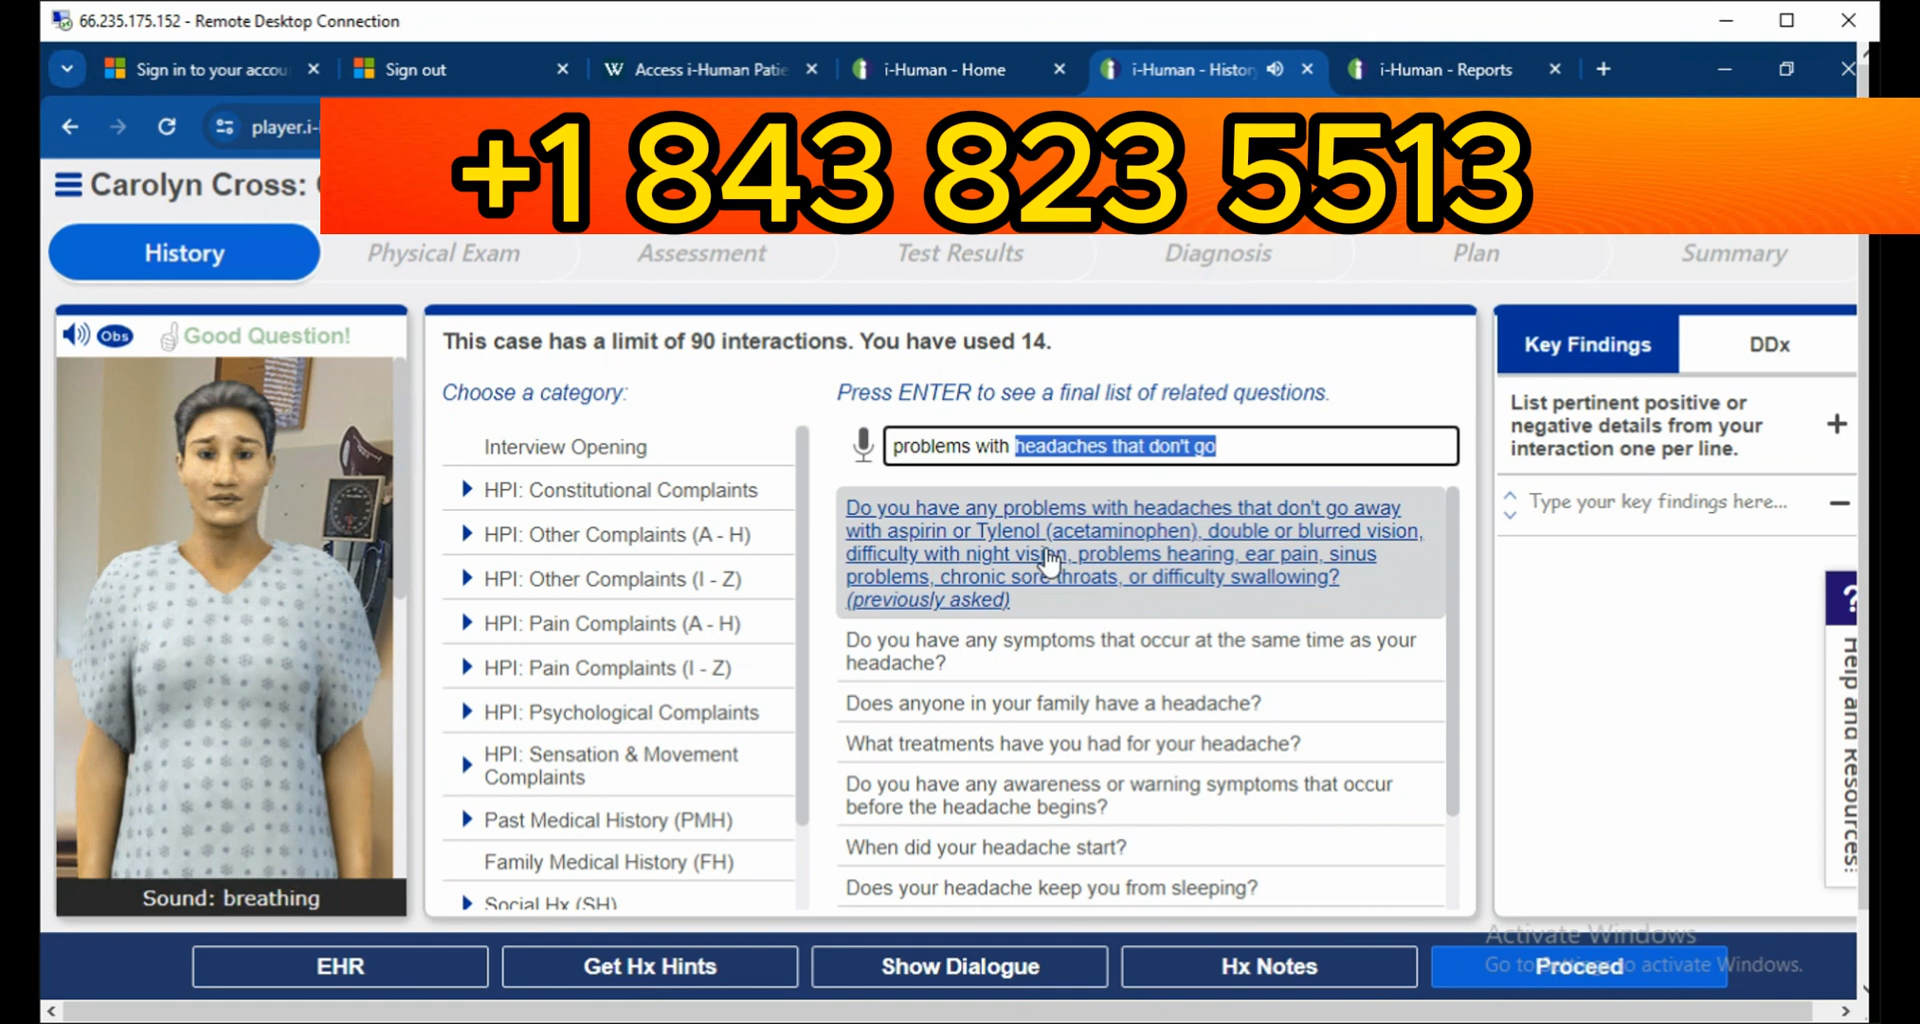 66.235.175.152 - Remote Desktop Connection
Sign in to your accou
Sign out
W Access i-Human Patie
i-Human - Home
i-Human - Histor
i-Human - Reports
player.i-
+1 843 823 5513
Carolyn Cross:
History
Physical Exam
Assessment
Test Results
Diagnosis
Plan
Summary
Obs
Good Question!
Sound: breathing
This case has a limit of 90 interactions. You have used 14.
Choose a category:
Interview Opening
HPI: Constitutional Complaints
HPI: Other Complaints (A - H)
HPI: Other Complaints (I - Z)
HPI: Pain Complaints (A - H)
HPI: Pain Complaints (I - Z)
HPI: Psychological Complaints
HPI: Sensation & Movement
Complaints
Past Medical History (PMH)
Family Medical History (FH)
Social Hx (SH)
Press ENTER to see a final list of related questions.
problems with headaches that don't go
Do you have any problems with headaches that don't go away
with aspirin or Tylenol (acetaminophen), double or blurred vision,
difficulty with night vision, problems hearing, ear pain, sinus
problems, chronic sore throats, or difficulty swallowing?
(previously asked)
Do you have any symptoms that occur at the same time as your
headache?
Does anyone in your family have a headache?
What treatments have you had for your headache?
Do you have any awareness or warning symptoms that occur
before the headache begins?
When did your headache start?
Does your headache keep you from sleeping?
Key Findings
DDx
List pertinent positive or
negative details from your
interaction one per line.
Type your key findings here...
?
Help and Resources:
EHR
Get Hx Hints
Show Dialogue
Hx Notes
Proceed
Activate Windows
Go to Settings to activate Windows.